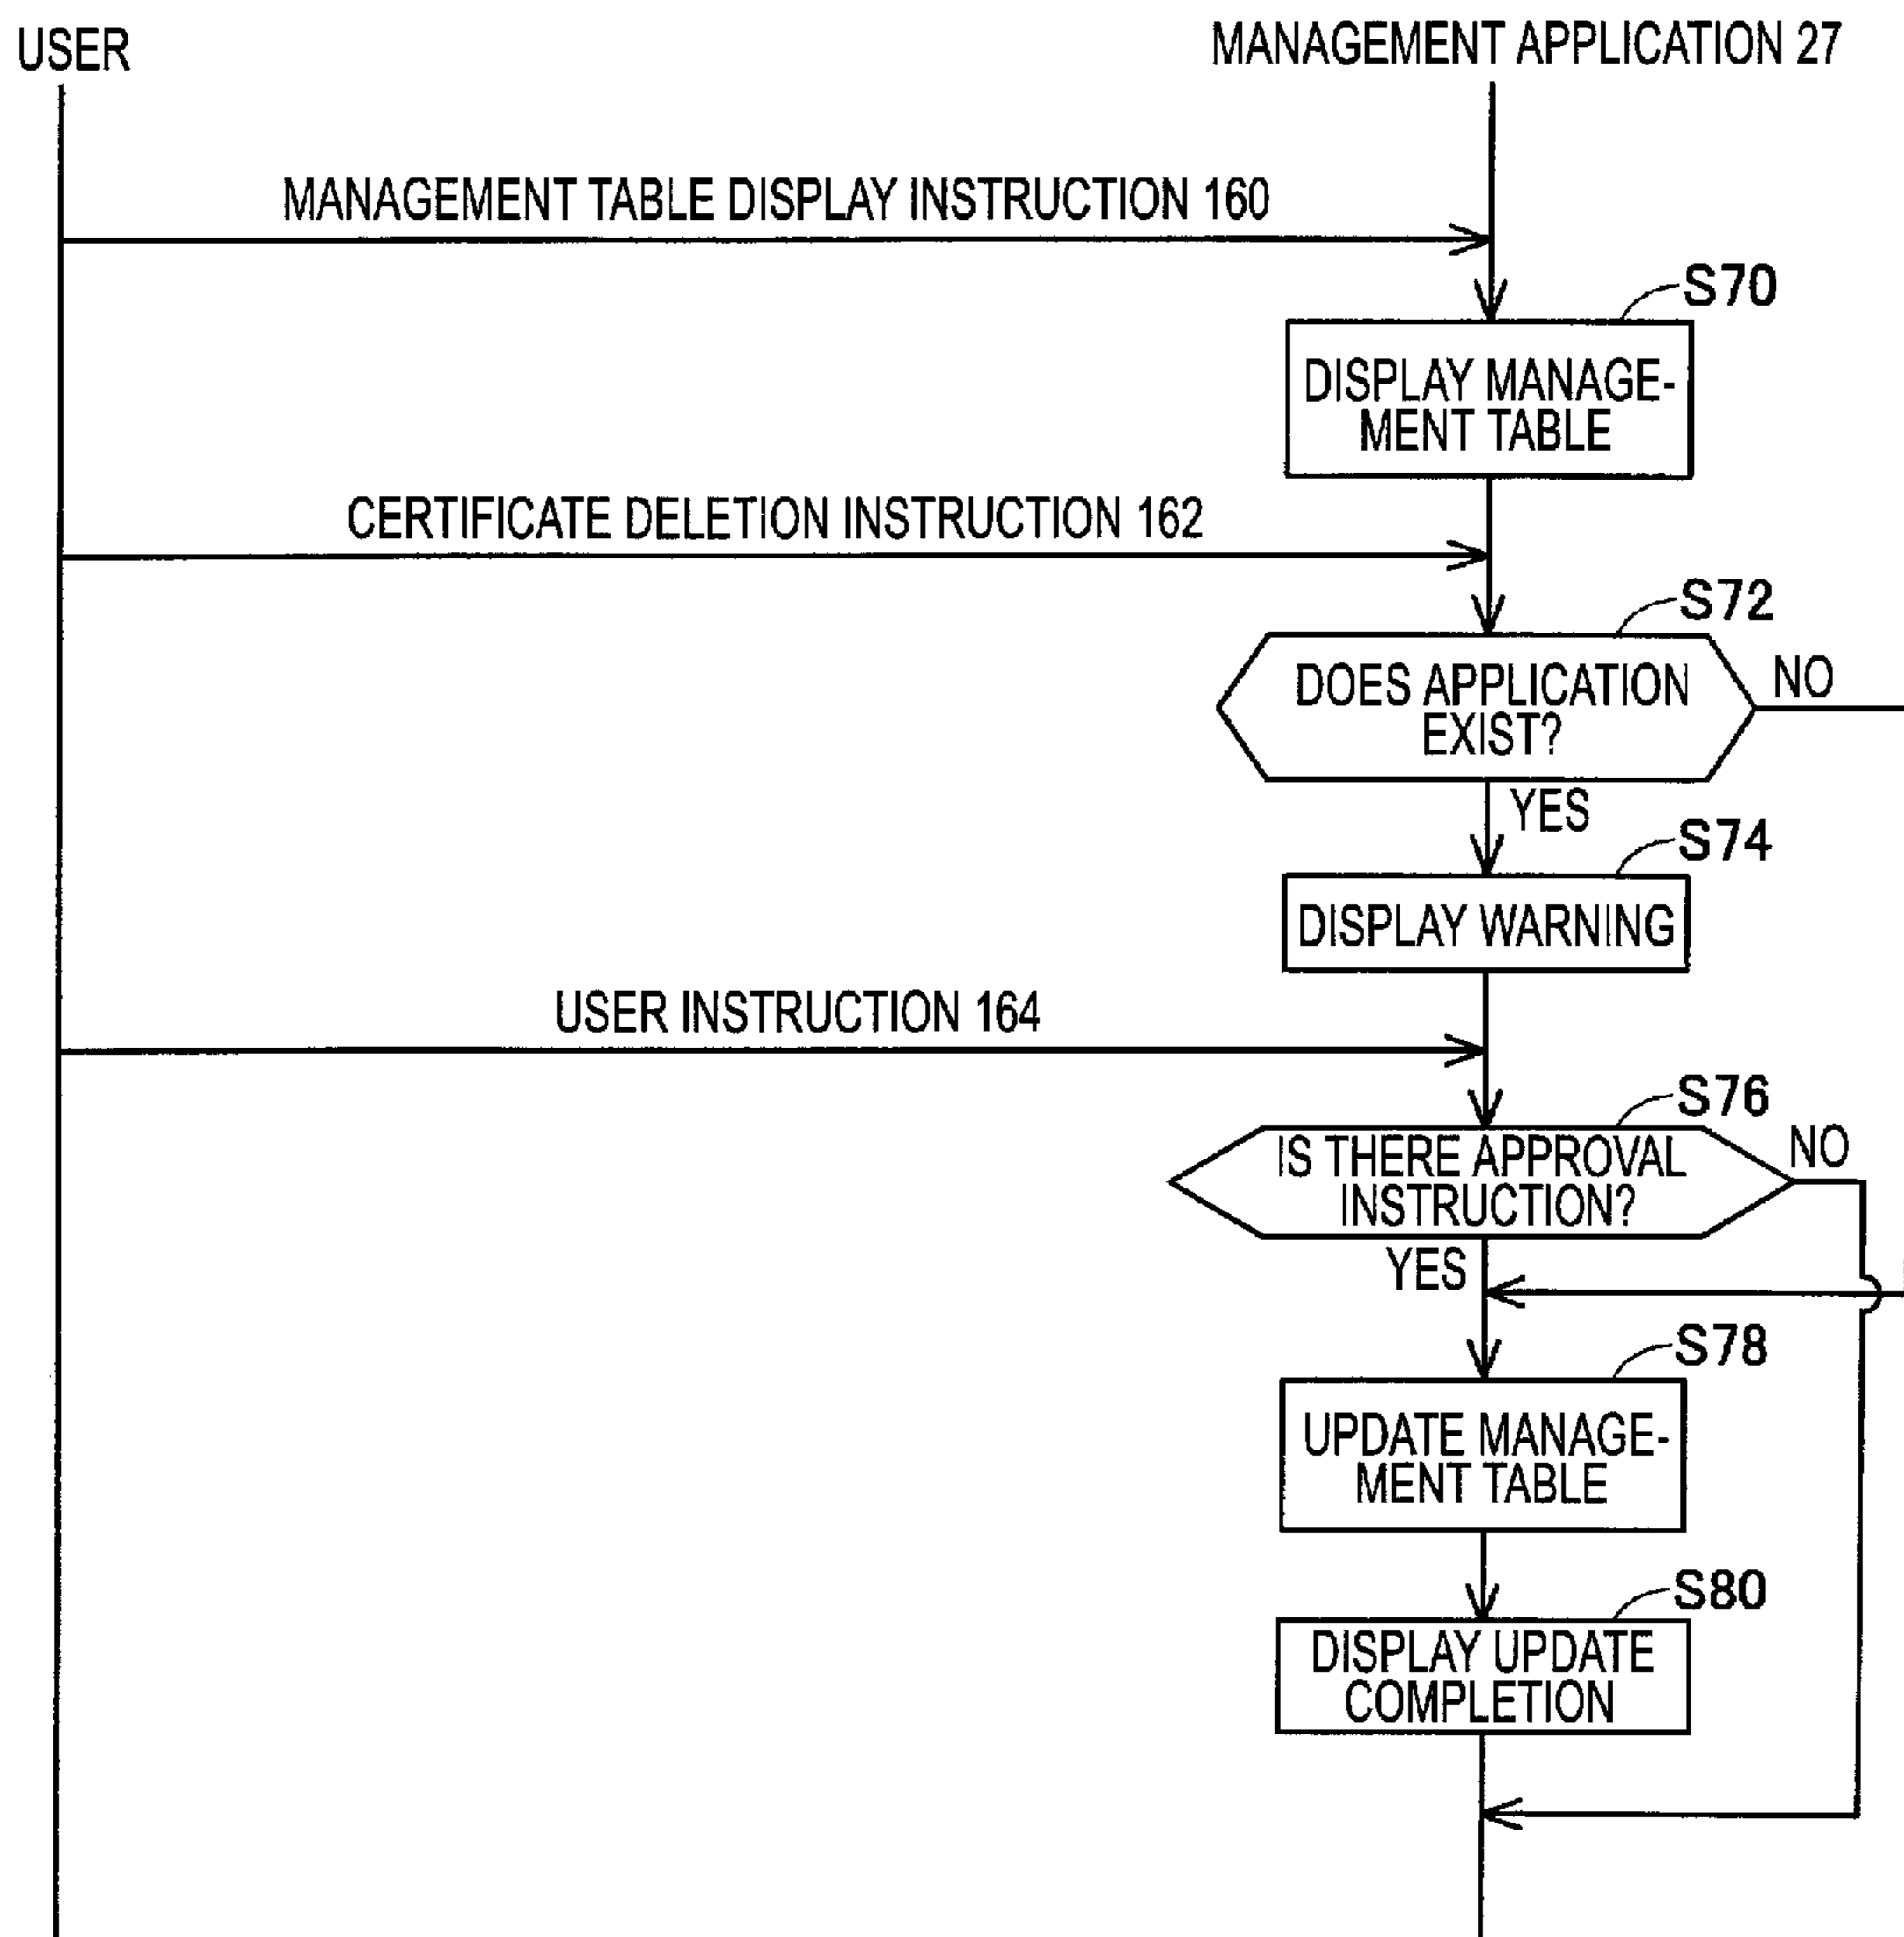 USER
MANAGEMENT APPLICATION 27
MANAGEMENT TABLE DISPLAY INSTRUCTION 160
S70
DISPLAY MANAGE-
MENT TABLE
CERTIFICATE DELETION INSTRUCTION 162
S72
DOES APPLICATION
EXIST?
NO
YES
S74
DISPLAY WARNING
USER INSTRUCTION 164
S76
IS THERE APPROVAL
INSTRUCTION?
NO
YES
S78
UPDATE MANAGE-
MENT TABLE
S80
DISPLAY UPDATE
COMPLETION